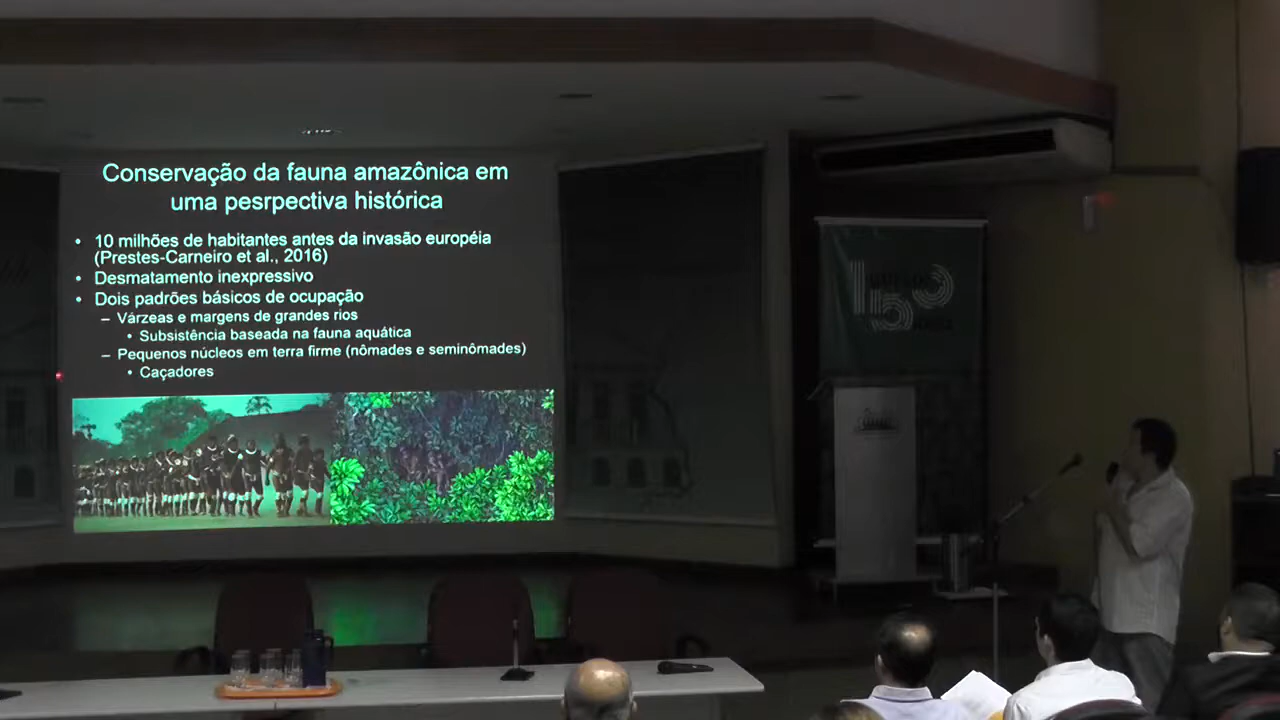 Conservação da fauna amazônica em
uma pesrpectiva histórica
• 10 milhões de habitantes antes da invasão européia
(Prestes-Carneiro et al., 2016)
• Desmatamento inexpressivo
• Dois padrões básicos de ocupação
– Várzeas e margens de grandes rios
• Subsistência baseada na fauna aquática
– Pequenos núcleos em terra firme (nômades e seminômades)
• Caçadores
150